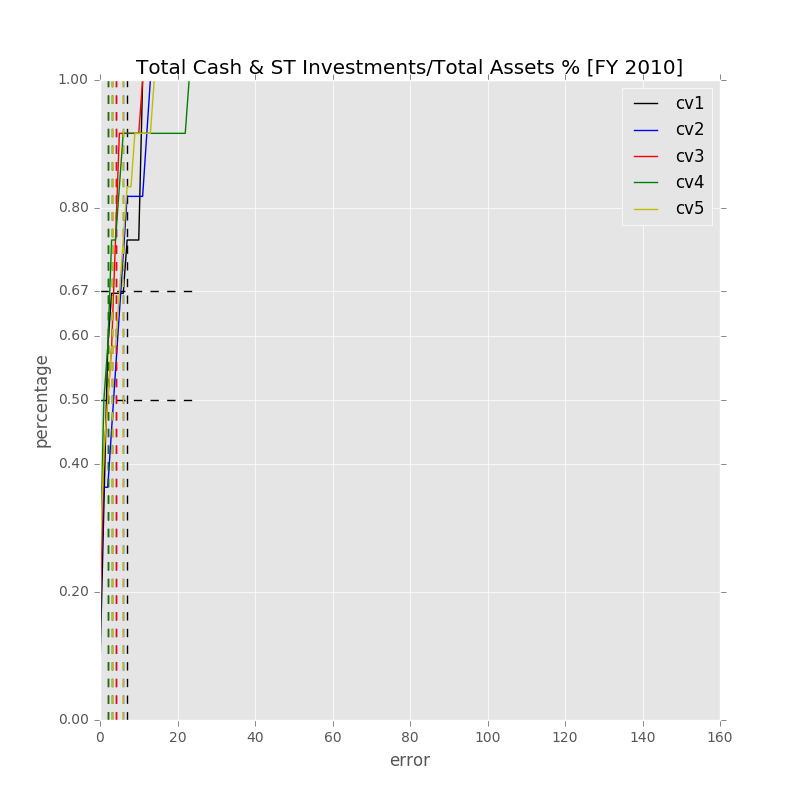 Total Cash & ST Investments/Total Assets % [FY 2010]
1.00
0.80
0.67
0.60
0.50
0.40
0.20
0.00
percentage
cv1
cv2
cv3
cv4
cv5
0 20 40 60 80 100 120 140 160
error